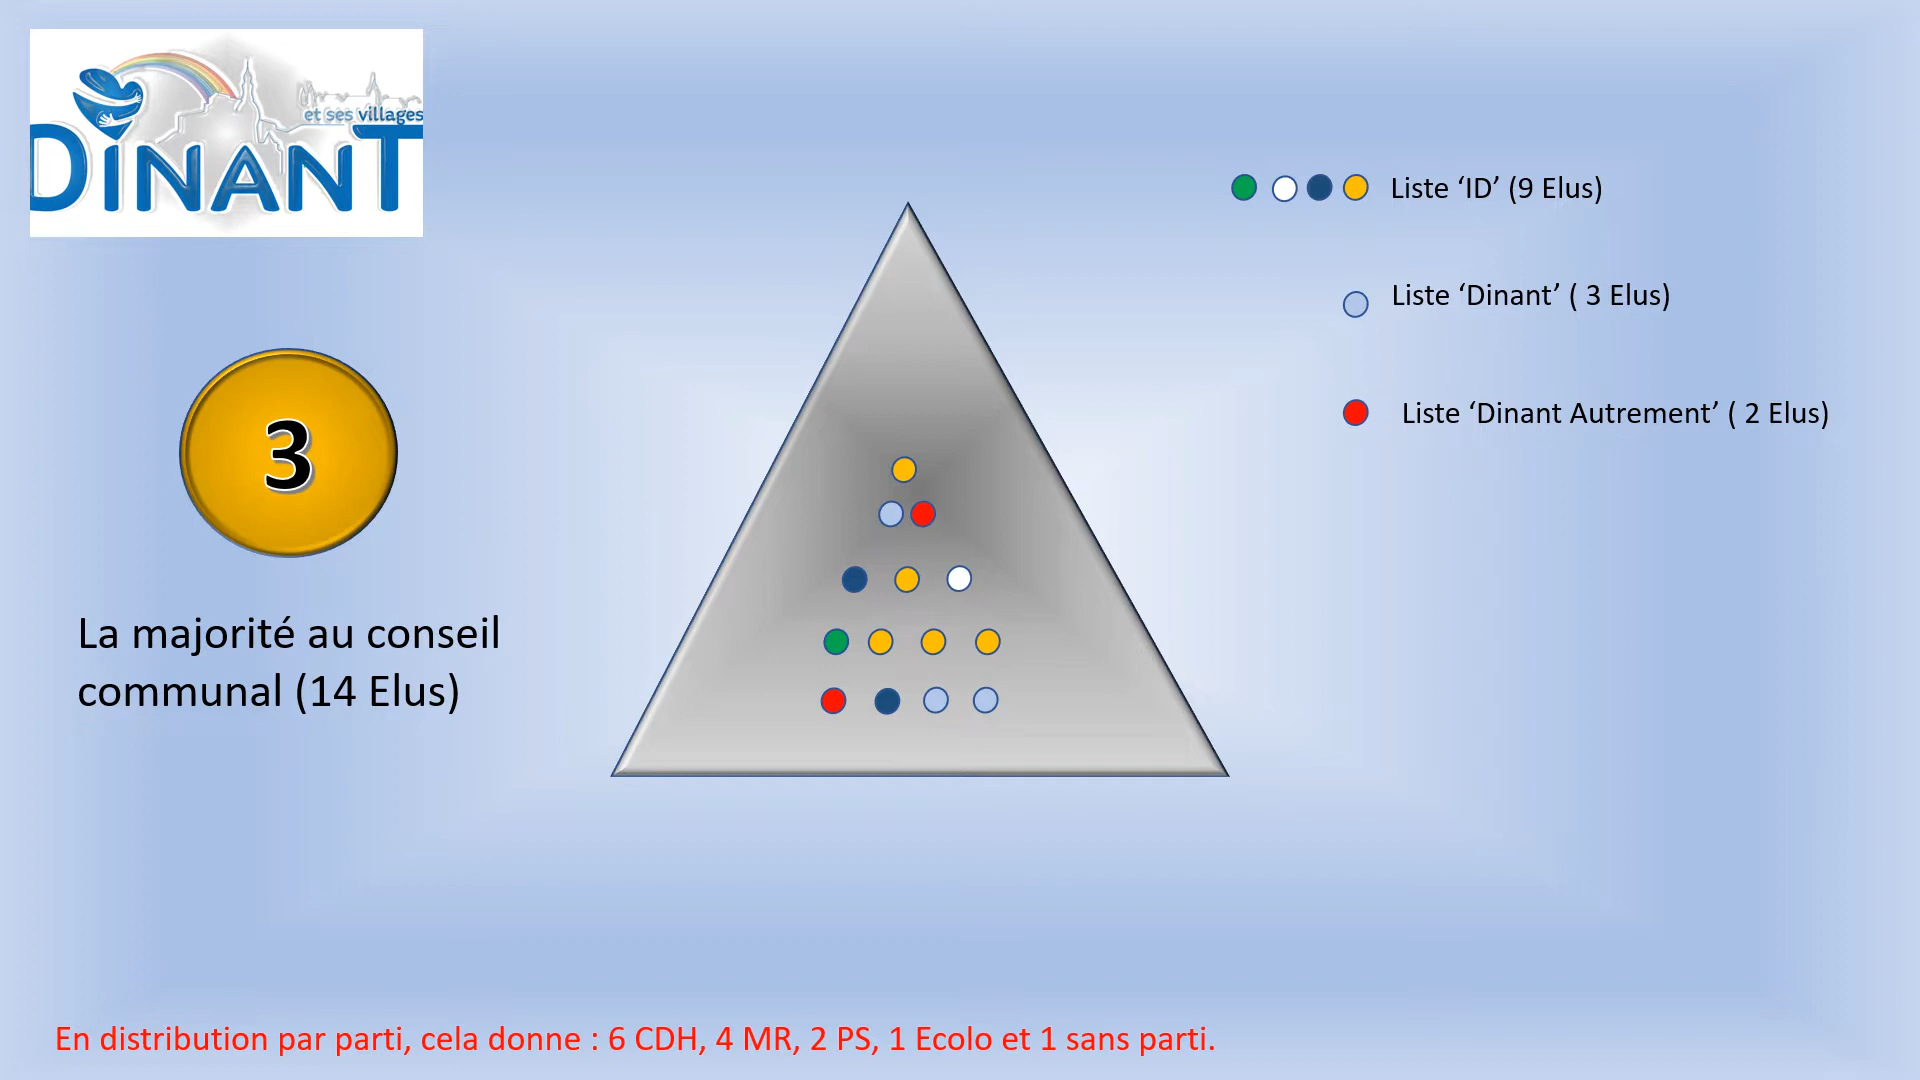 et ses villages
DINANT
Liste ‘ID’ (9 Elus)
Liste ‘Dinant’ ( 3 Elus)
Liste ‘Dinant Autrement’ ( 2 Elus)
3
La majorité au conseil
communal (14 Elus)
En distribution par parti, cela donne : 6 CDH, 4 MR, 2 PS, 1 Ecolo et 1 sans parti.